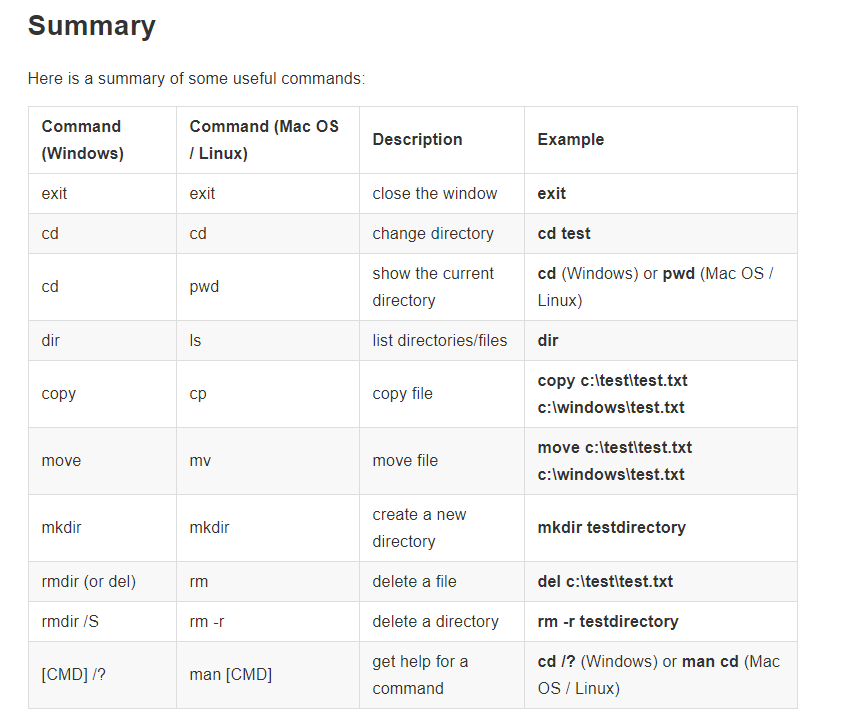 Summary
Here is a summary of some useful commands:
Command (Windows) Command (Mac OS / Linux) Description Example
exit exit close the window exit
cd cd change directory cd test
cd pwd show the current directory cd (Windows) or pwd (Mac OS / Linux)
dir ls list directories/files dir
copy cp copy file copy c:\test\test.txt c:\windows\test.txt
move mv move file move c:\test\test.txt c:\windows\test.txt
mkdir mkdir create a new directory mkdir testdirectory
rmdir (or del) rm delete a file del c:\test\test.txt
rmdir /S rm -r delete a directory rm -r testdirectory
[CMD] /? man [CMD] get help for a command cd /? (Windows) or man cd (Mac OS / Linux)